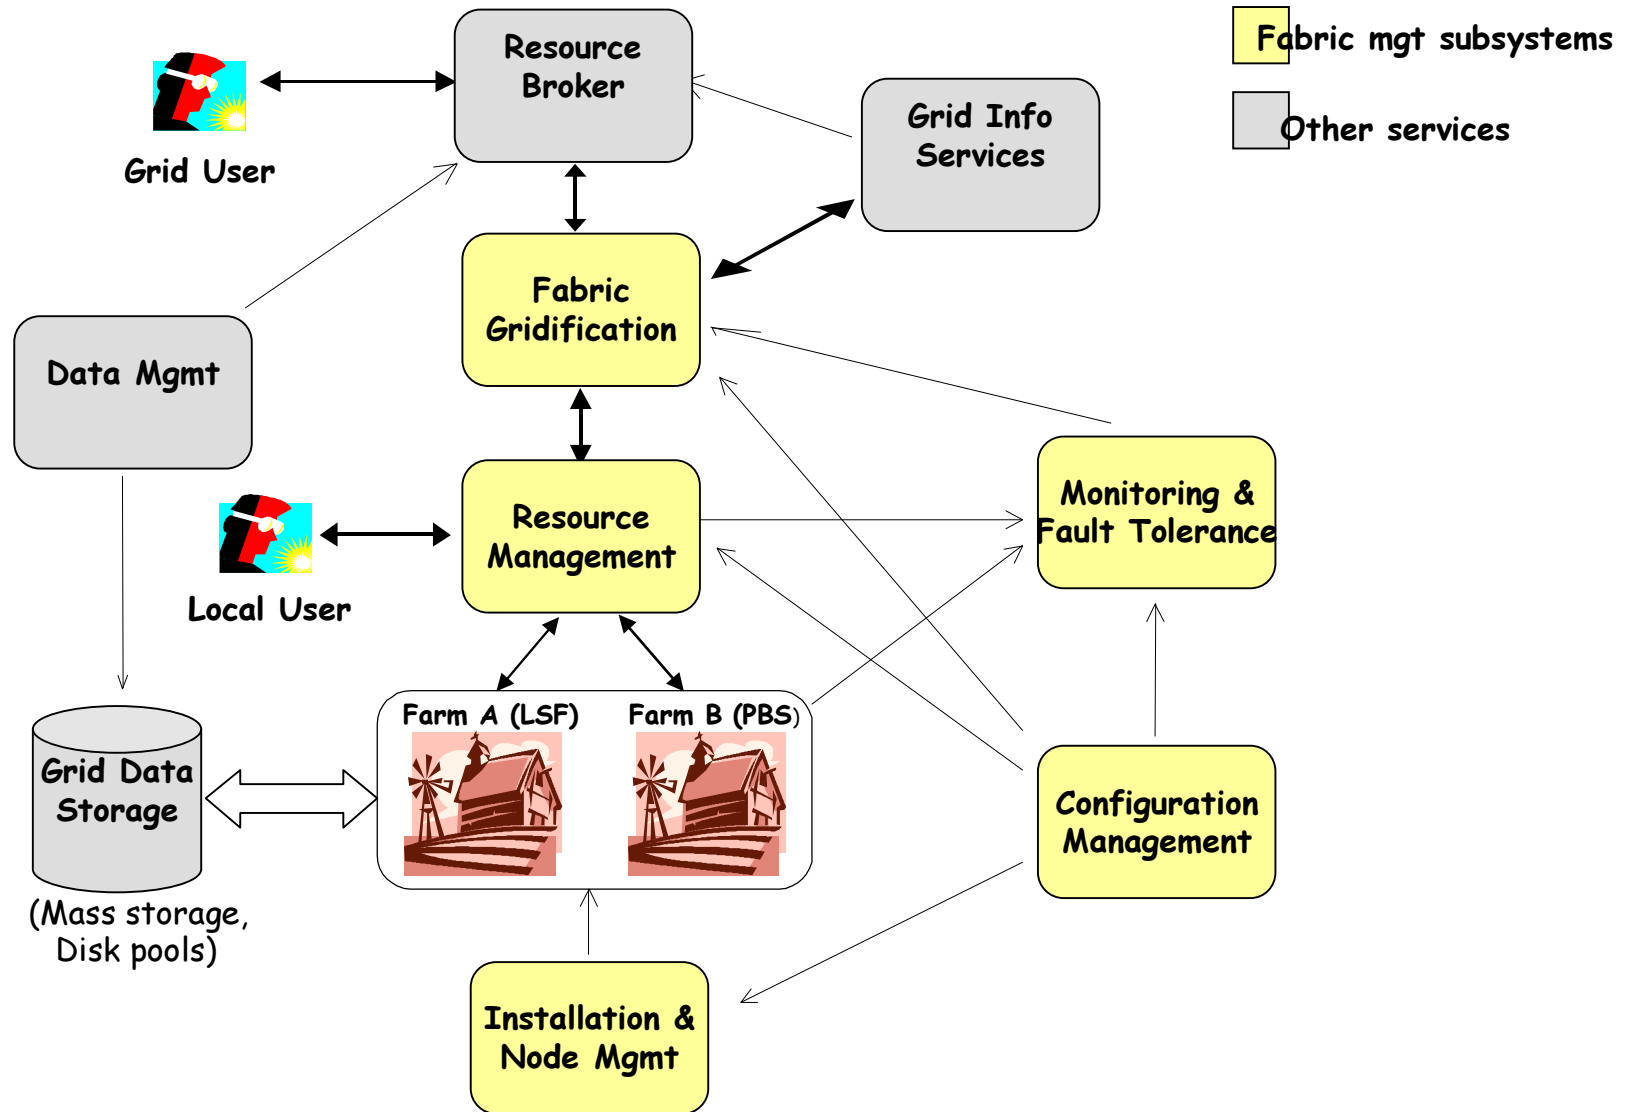 Resource
Broker
Fabric mgt subsystems
Grid Info
Services
Other services
Grid User
Fabric
Gridification
Data Mgmt
Monitoring &
Fault Tolerance
Resource
Management
Local User
Farm A (LSF)
Farm B (PBS)
Grid Data
Storage
Configuration
Management
(Mass storage,
Disk pools)
Installation &
Node Mgmt